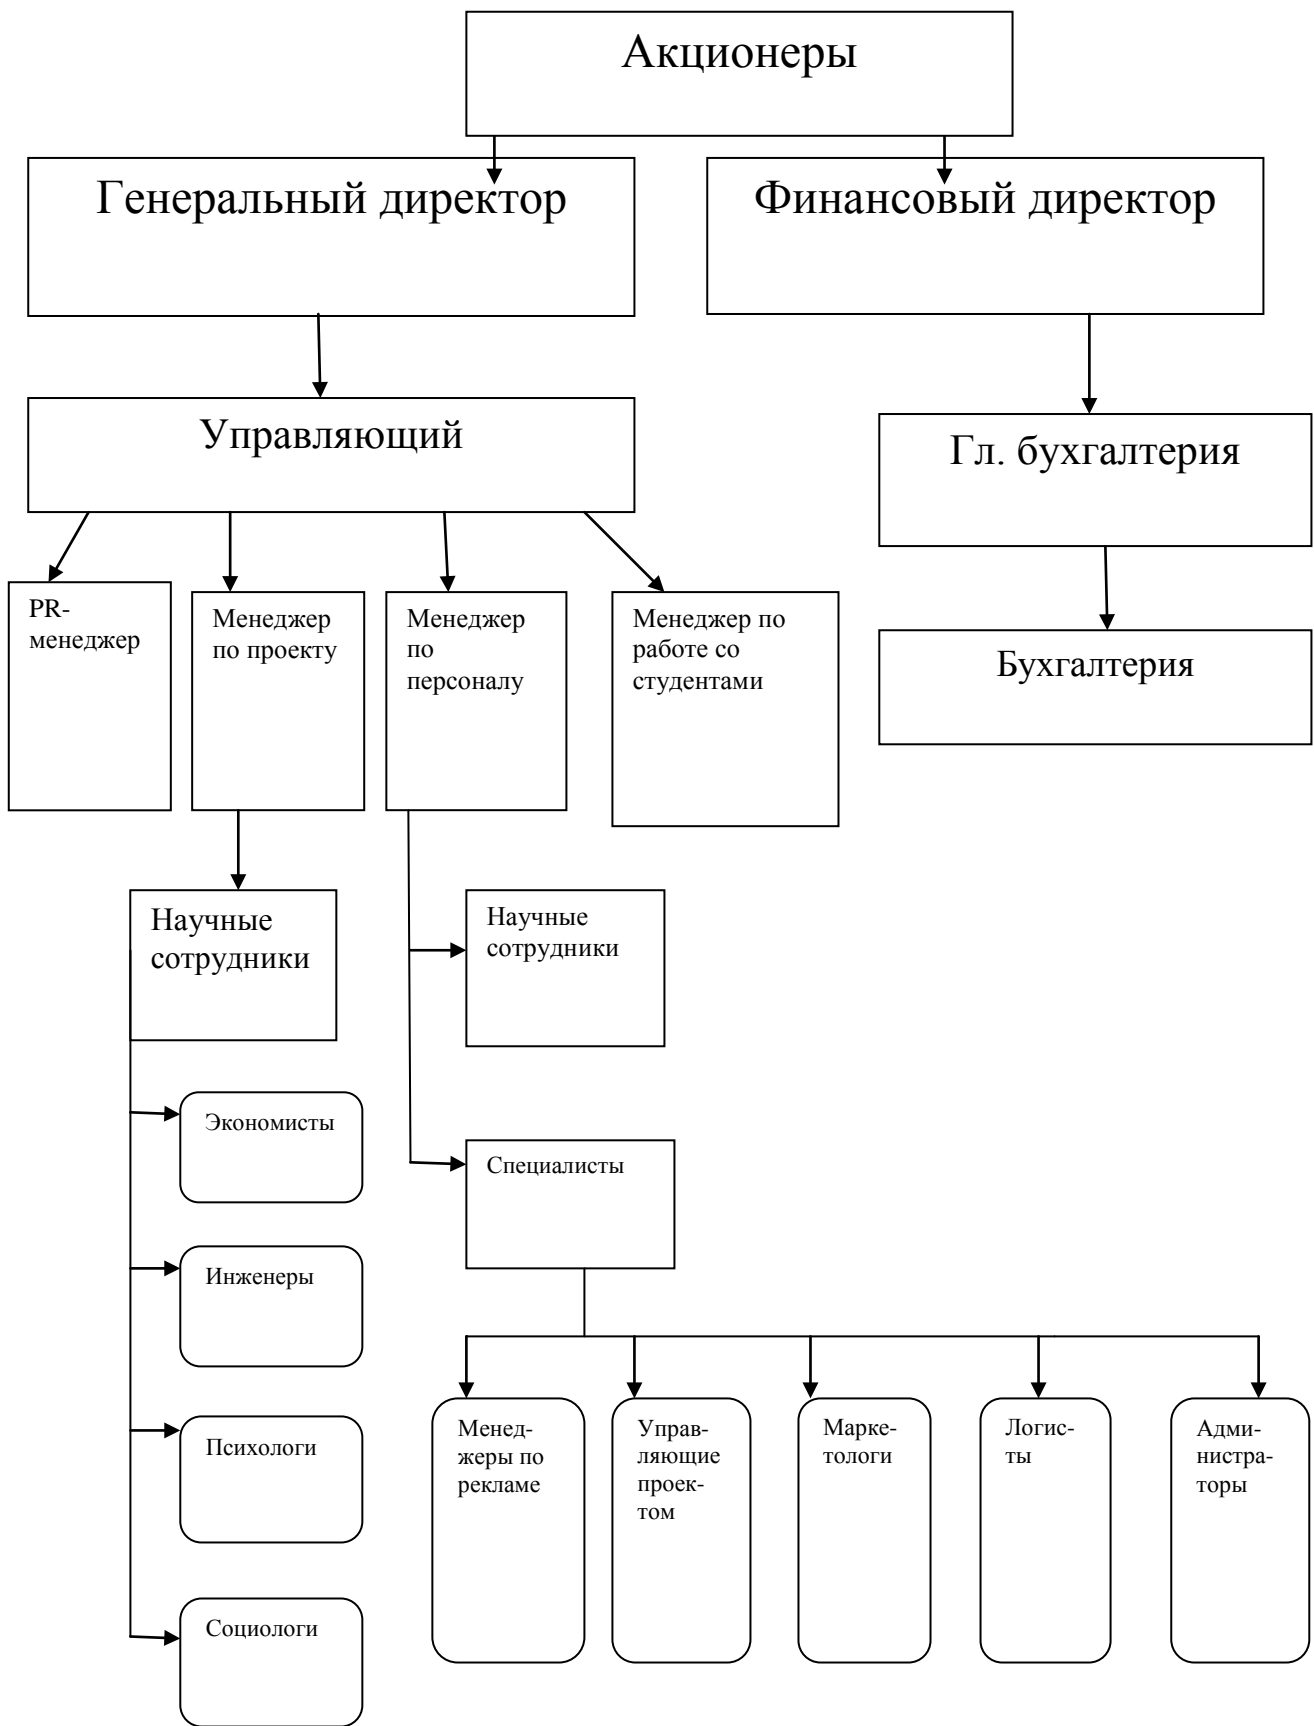 Акционеры
Генеральный директор
Финансовый директор
Управляющий
Гл. бухгалтерия
PR-
менеджер
Менеджер
по проекту
Менеджер
по
персоналу
Менеджер по
работе со
студентами
Бухгалтерия
Научные
сотрудники
Научные
сотрудники
Экономисты
Специалисты
Инженеры
Психологи
Социологи
Менед-
жеры по
рекламе
Управ-
ляющие
проек-
том
Марке-
тологи
Логис-
ты
Адми-
нистра-
торы